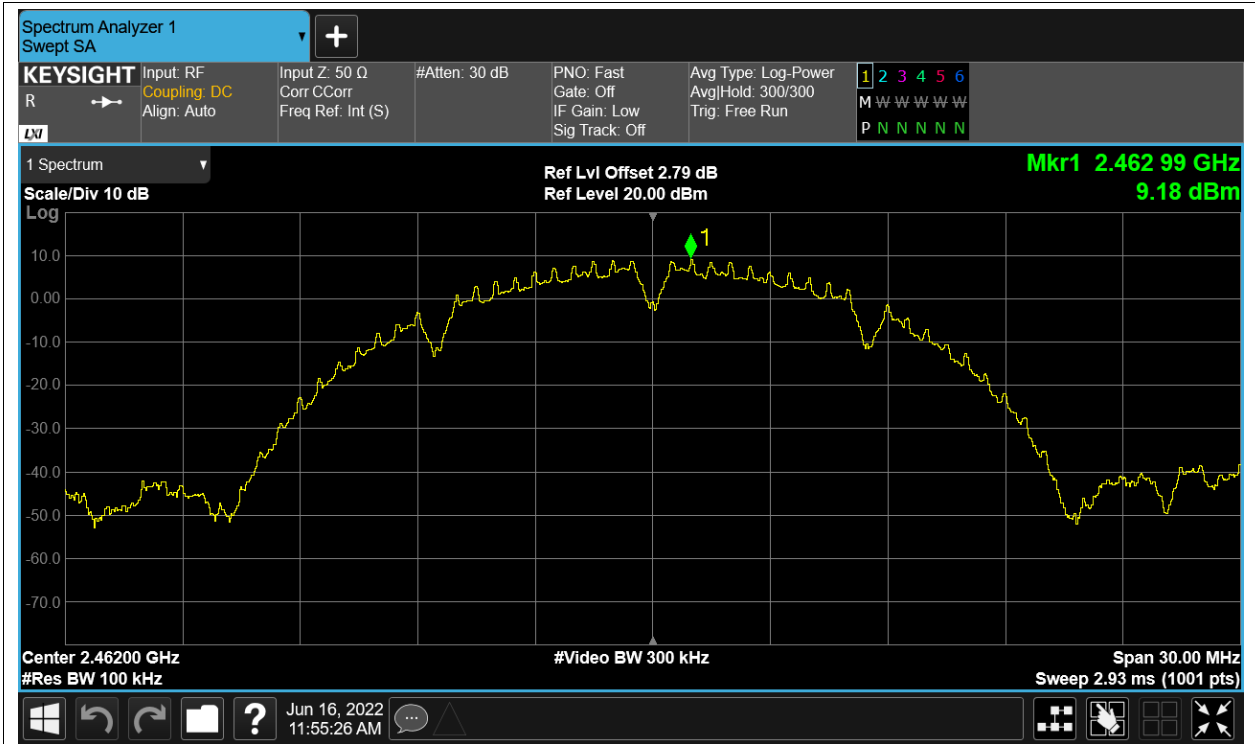 Spectrum Analyzer 1
Swept SA
KEYSIGHT
R
LXI
Input: RF
Coupling: DC
Align: Auto
Input Z: 50 Ω
Corr CCorr
Freq Ref: Int (S)
#Atten: 30 dB
PNO: Fast
Gate: Off
IF Gain: Low
Sig Track: Off
Avg Type: Log-Power
Avg|Hold: 300/300
Trig: Free Run
1 2 3 4 5 6
M W W W W W
P N N N N N
1 Spectrum
Scale/Div 10 dB
Log
Ref Lvl Offset 2.79 dB
Ref Level 20.00 dBm
Mkr1 2.462 99 GHz
9.18 dBm
1
10.0
0.00
-10.0
-20.0
-30.0
-40.0
-50.0
-60.0
-70.0
Center 2.46200 GHz
#Res BW 100 kHz
#Video BW 300 kHz
Span 30.00 MHz
Sweep 2.93 ms (1001 pts)
?
Jun 16, 2022
11:55:26 AM